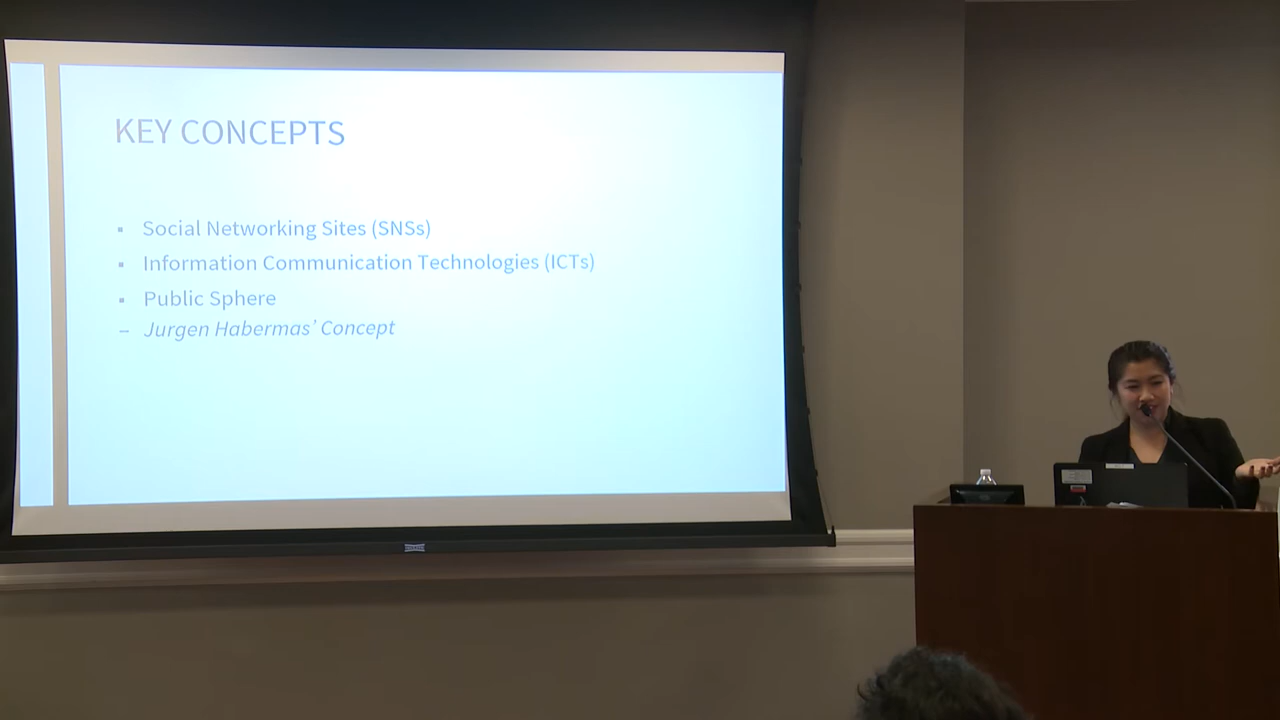 KEY CONCEPTS
▪ Social Networking Sites (SNSs)
▪ Information Communication Technologies (ICTs)
▪ Public Sphere
– Jurgen Habermas’ Concept